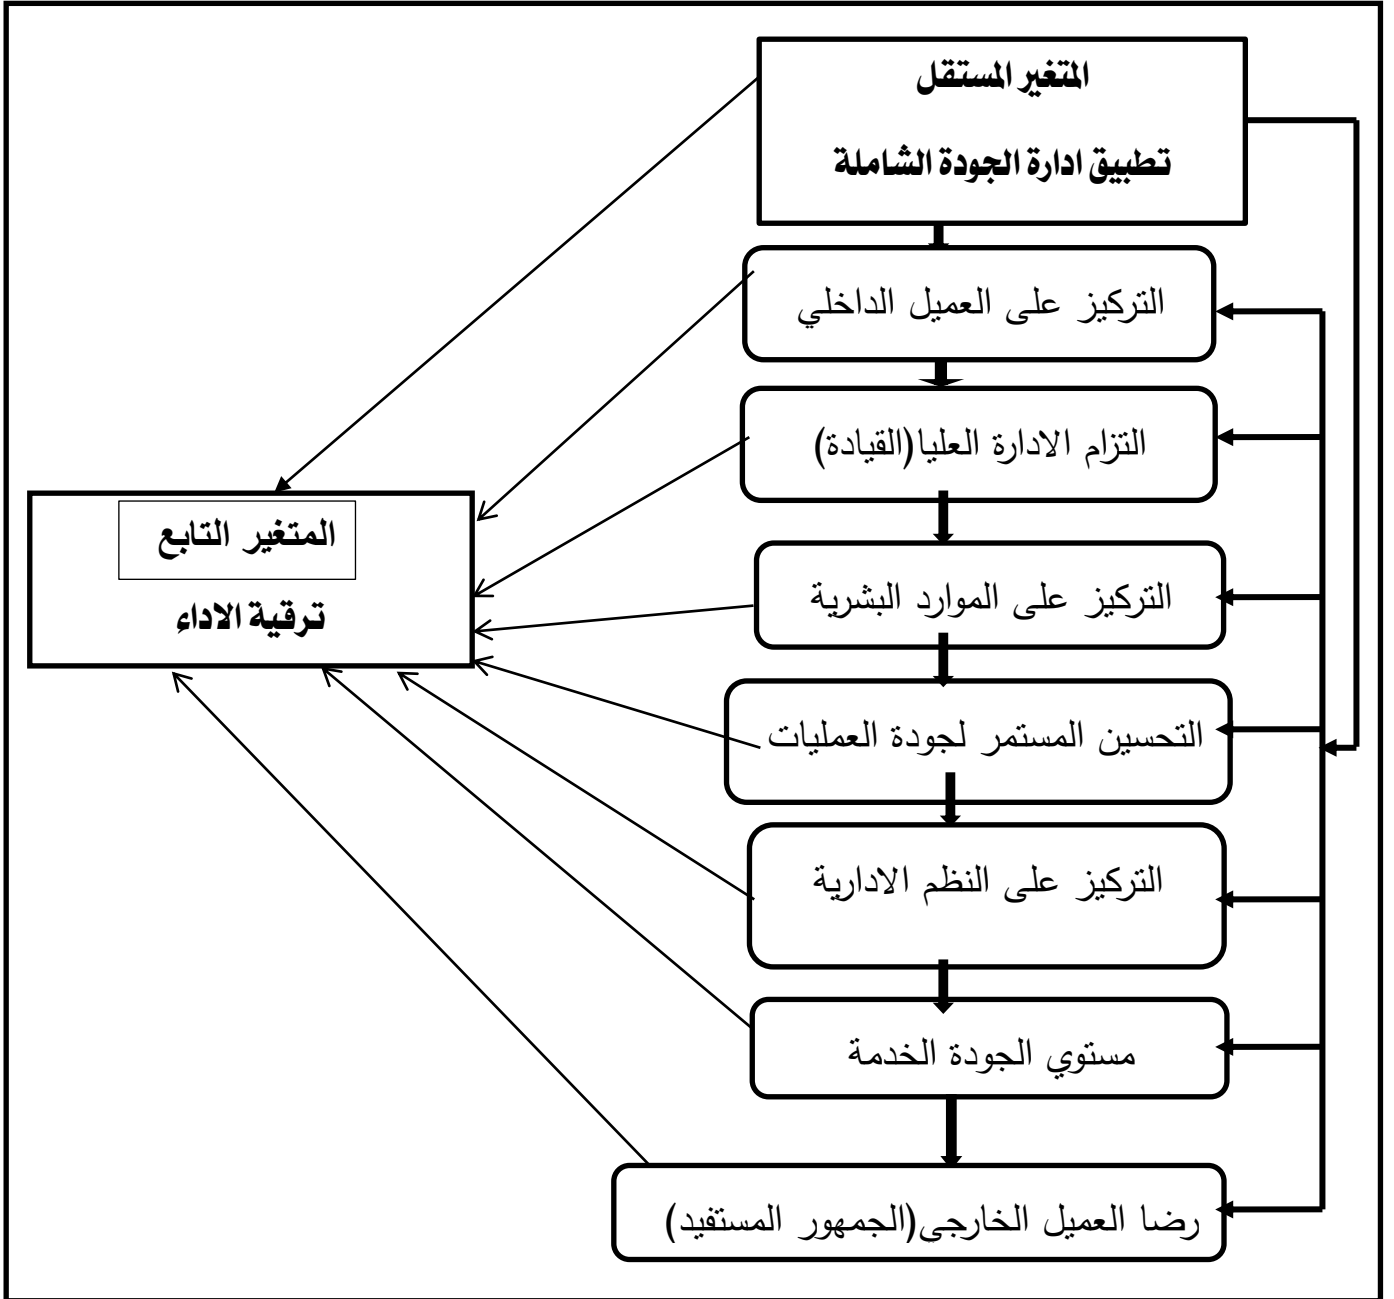 المتغير المستقل
تطبيق ادارة الجودة الشاملة
التركيز على العميل الداخلي
التزام الادارة العليا(القيادة)
التركيز على الموارد البشرية
التحسين المستمر لجودة العمليات
التركيز على النظم الادارية
مستوي الجودة الخدمة
رضا العميل الخارجى(الجمهور المستفيد)
المتغير التابع
ترقية الاداء